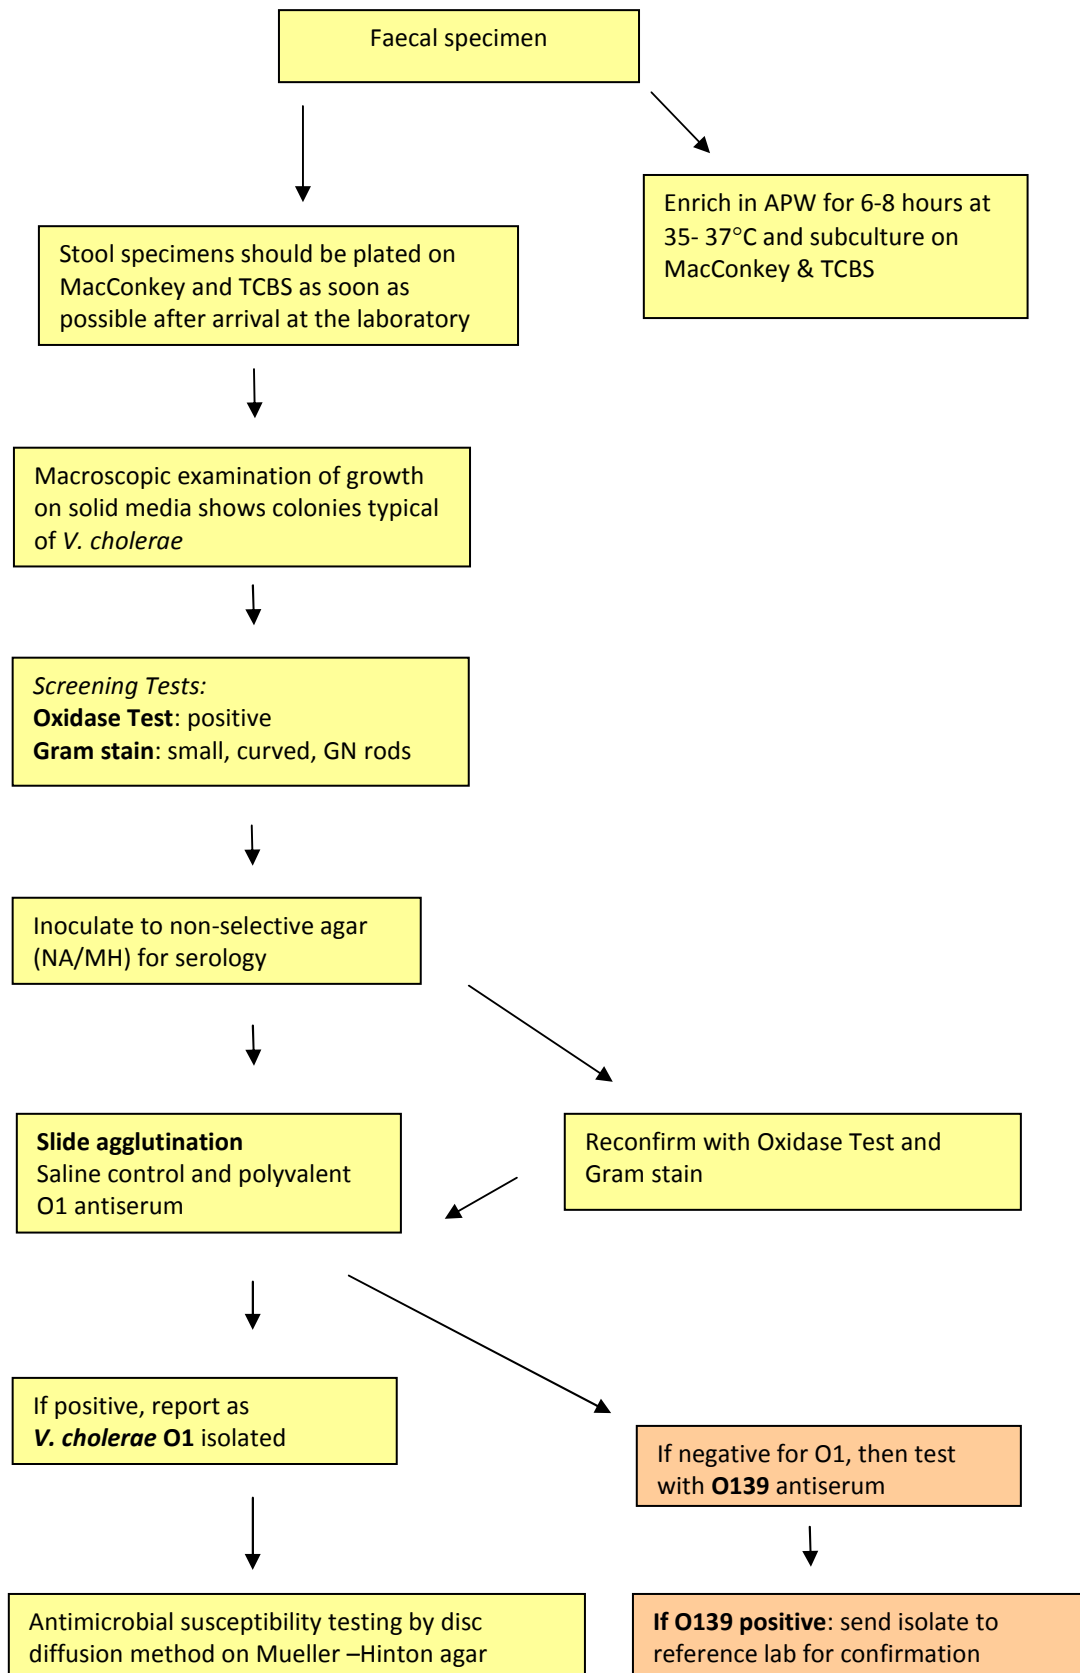 Faecal specimen
Enrich in APW for 6-8 hours at
35- 37°C and subculture on
MacConkey & TCBS
Stool specimens should be plated on
MacConkey and TCBS as soon as
possible after arrival at the laboratory
Macroscopic examination of growth
on solid media shows colonies typical
of V. cholerae
Screening Tests:
Oxidase Test: positive
Gram stain: small, curved, GN rods
Inoculate to non-selective agar
(NA/MH) for serology
Slide agglutination
Saline control and polyvalent
O1 antiserum
Reconfirm with Oxidase Test and
Gram stain
If positive, report as
V. cholerae O1 isolated
If negative for O1, then test
with O139 antiserum
Antimicrobial susceptibility testing by disc
diffusion method on Mueller –Hinton agar
If O139 positive: send isolate to
reference lab for confirmation